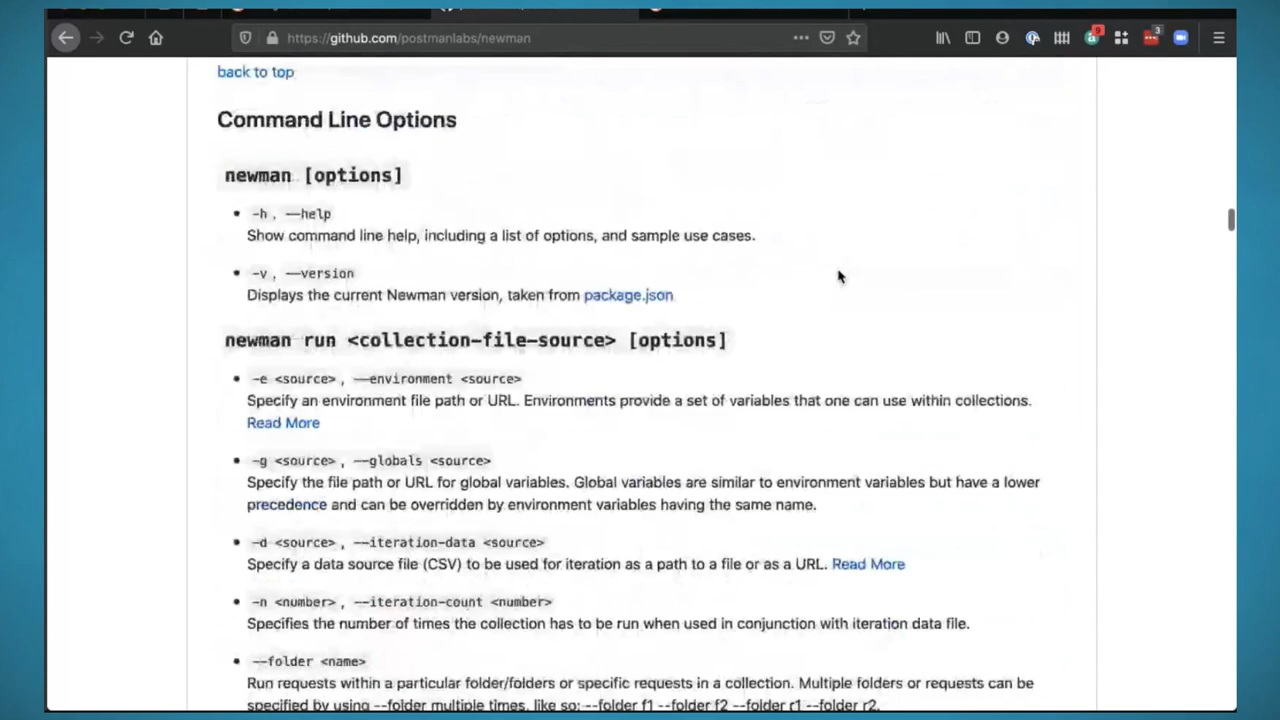 https://github.com/postmanlabs/newman
9
3
back to top
Command Line Options
newman [options]
-h , --help
Show command line help, including a list of options, and sample use cases.
-v , --version
Displays the current Newman version, taken from package.json
newman run <collection-file-source> [options]
-e <source> , --environment <source>
Specify an environment file path or URL. Environments provide a set of variables that one can use within collections.
Read More
-g <source> , --globals <source>
Specify the file path or URL for global variables. Global variables are similar to environment variables but have a lower
precedence and can be overridden by environment variables having the same name.
-d <source> , --iteration-data <source>
Specify a data source file (CSV) to be used for iteration as a path to a file or as a URL. Read More
-n <number> , --iteration-count <number>
Specifies the number of times the collection has to be run when used in conjunction with iteration data file.
--folder <name>
Run requests within a particular folder/folders or specific requests in a collection. Multiple folders or requests can be
specified by using --folder multiple times, like so: --folder f1 --folder f2 --folder r1 --folder r2.